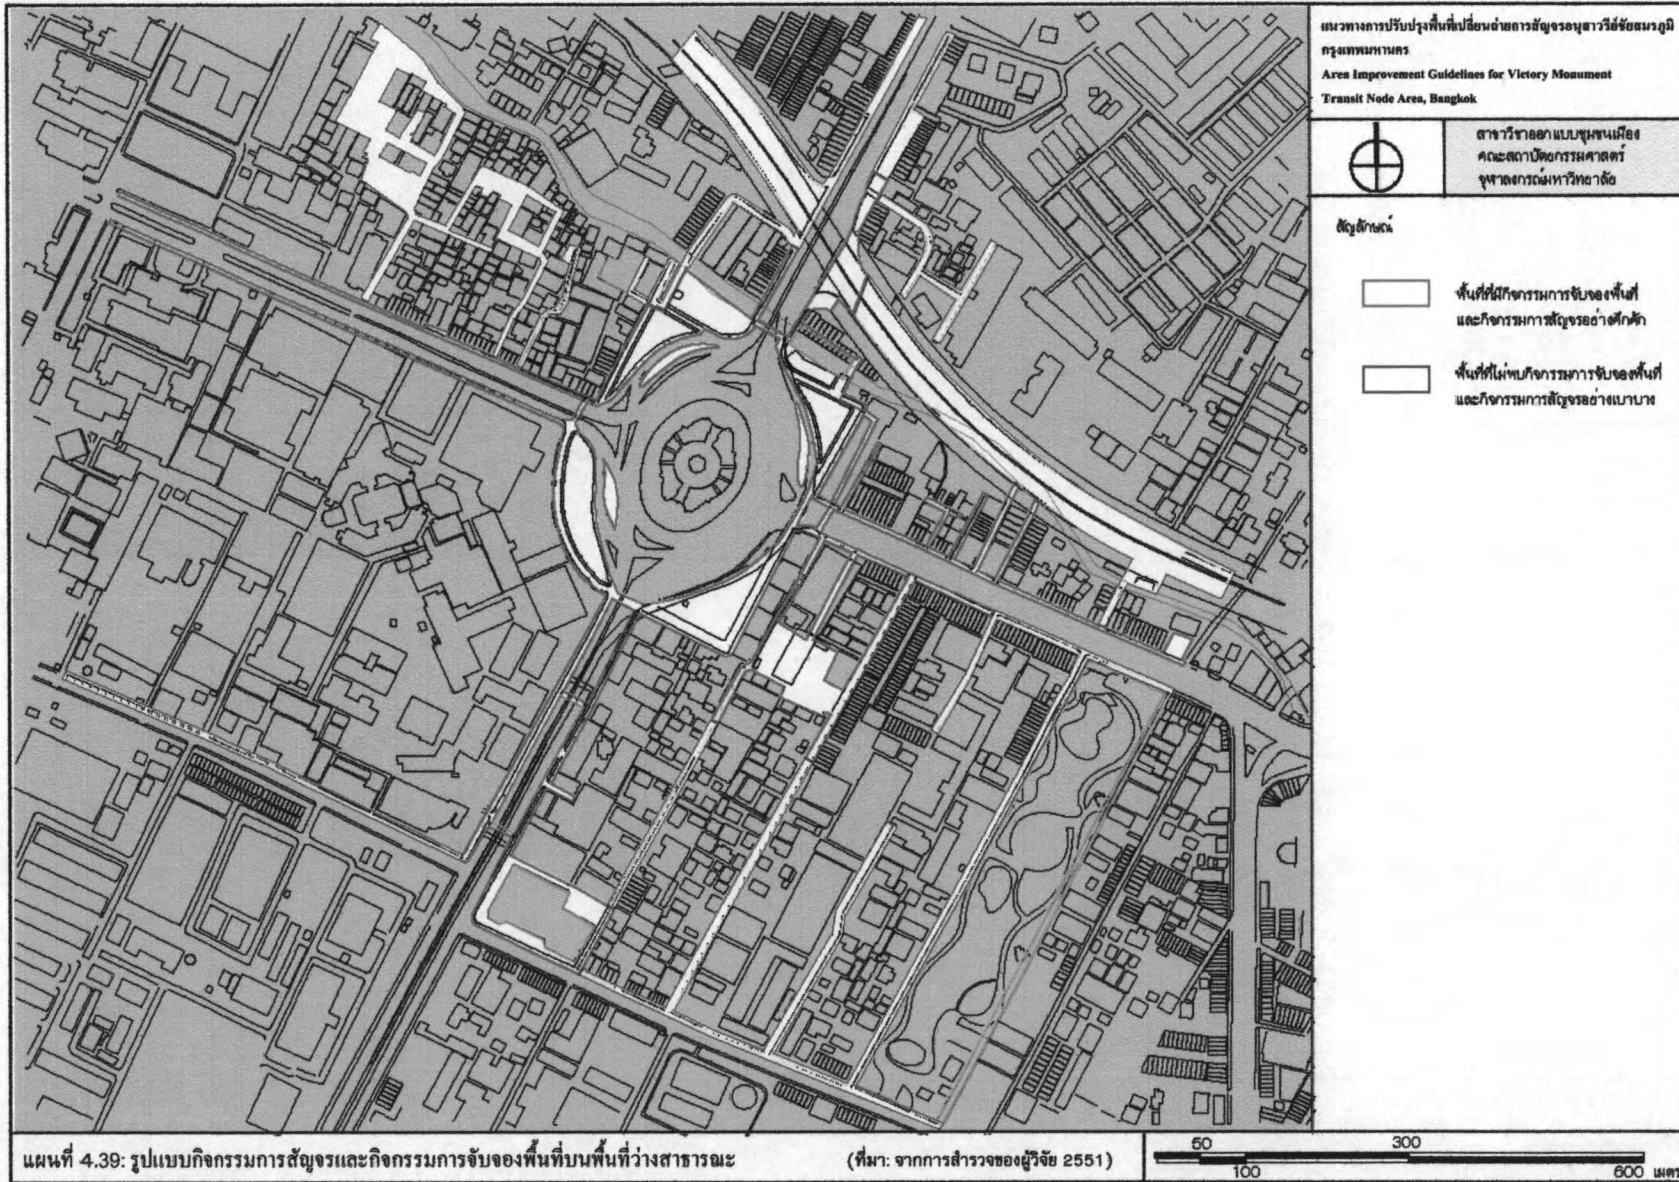 แนวทางการปรับปรุงพื้นที่เปลี่ยนถ่ายการสัญจรอนุสาวรีย์ชัยสมรภูมิ
กรุงเทพมหานคร
Area Improvement Guidelines for Victory Monument
Transit Node Area, Bangkok
สาขาวิชาออกแบบชุมชนเมือง
คณะสถาปัตยกรรมศาสตร์
จุฬาลงกรณ์มหาวิทยาลัย
สัญลักษณ์
พื้นที่ที่มีกิจกรรมการจับจองพื้นที่
และกิจกรรมการสัญจรอย่างคึกคัก
พื้นที่ที่ไม่พบกิจกรรมการจับจองพื้นที่
และกิจกรรมการสัญจรอย่างเบาบาง
แผนที่ 4.39: รูปแบบกิจกรรมการสัญจรและกิจกรรมการจับจองพื้นที่บนพื้นที่ว่างสาธารณะ
(ที่มา: จากการสำรวจของผู้วิจัย 2551)
50 300
100 600 เมตร